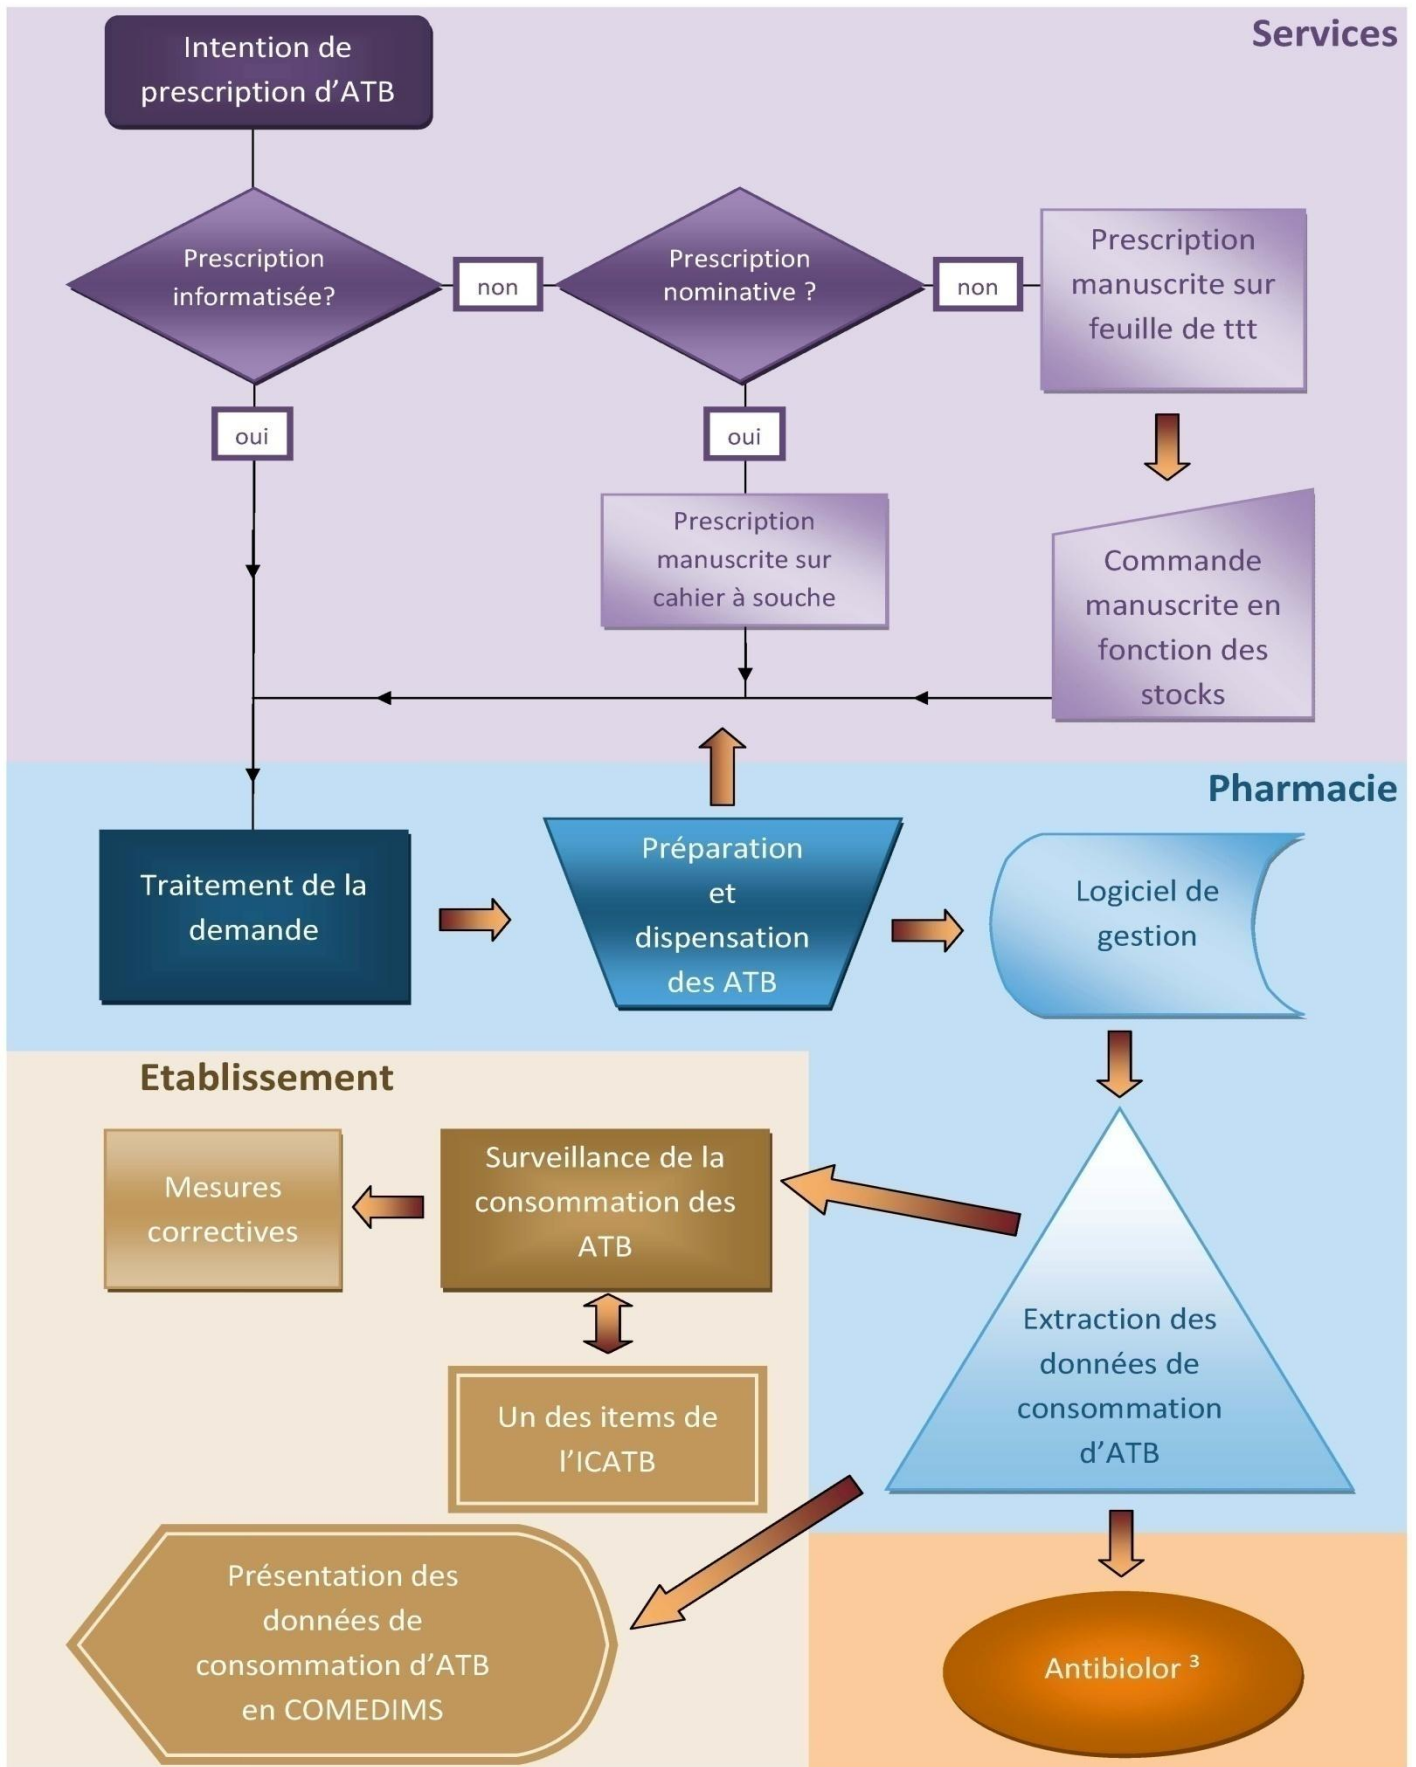 Services
Intention de
prescription d'ATB
Prescription
informatisée?
non
Prescription
nominative ?
non
Prescription
manuscrite sur
feuille de ttt
oui
oui
Prescription
manuscrite sur
cahier à souche
Commande
manuscrite en
fonction des
stocks
Pharmacie
Traitement de la
demande
Préparation
et
dispensation
des ATB
Logiciel de
gestion
Etablissement
Mesures
correctives
Surveillance de la
consommation des
ATB
Extraction des
données de
consommation
d'ATB
Un des items de
l'ICATB
Présentation des
données de
consommation d'ATB
en COMEDIMS
Antibiolor ³